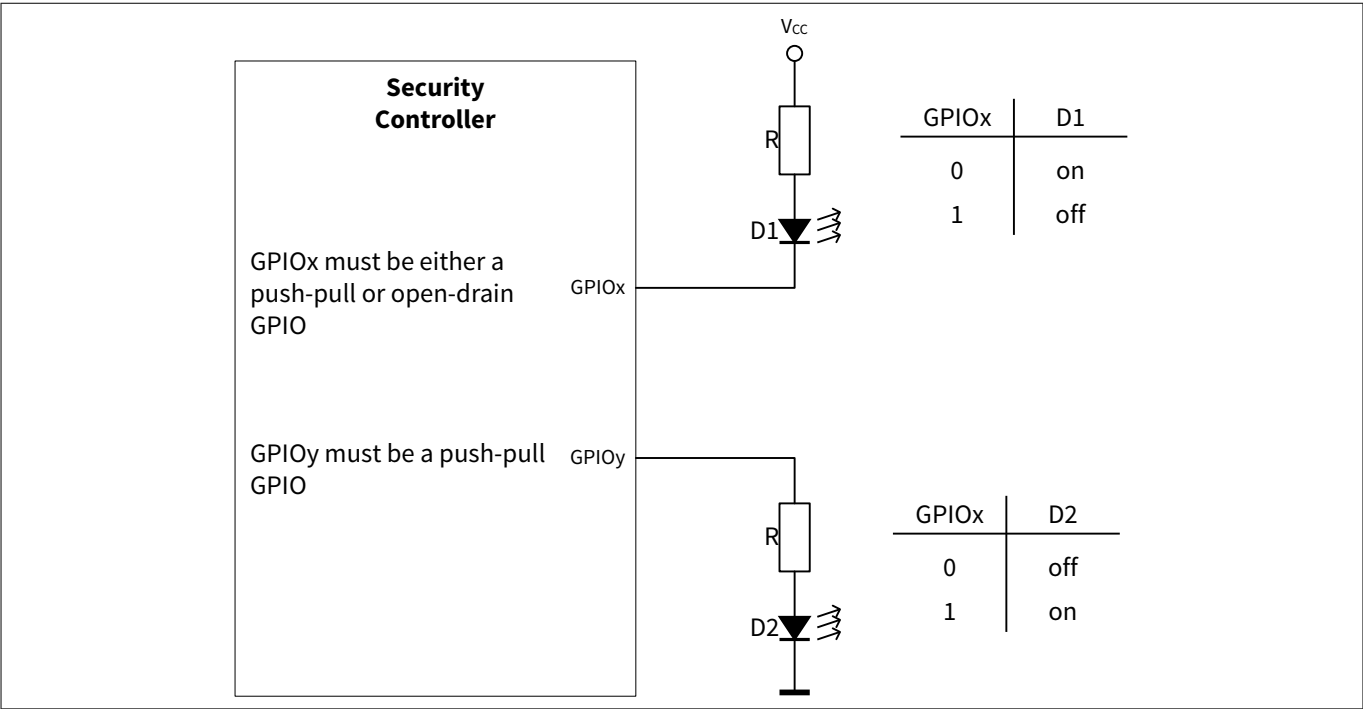 Security
Controller
GPIOx must be either a
push-pull or open-drain
GPIO
GPIOx
GPIOy must be a push-pull
GPIO
GPIOy
Vcc
R
D1
GPIOx D1
0 on
1 off
R
D2
GPIOx D2
0 off
1 on